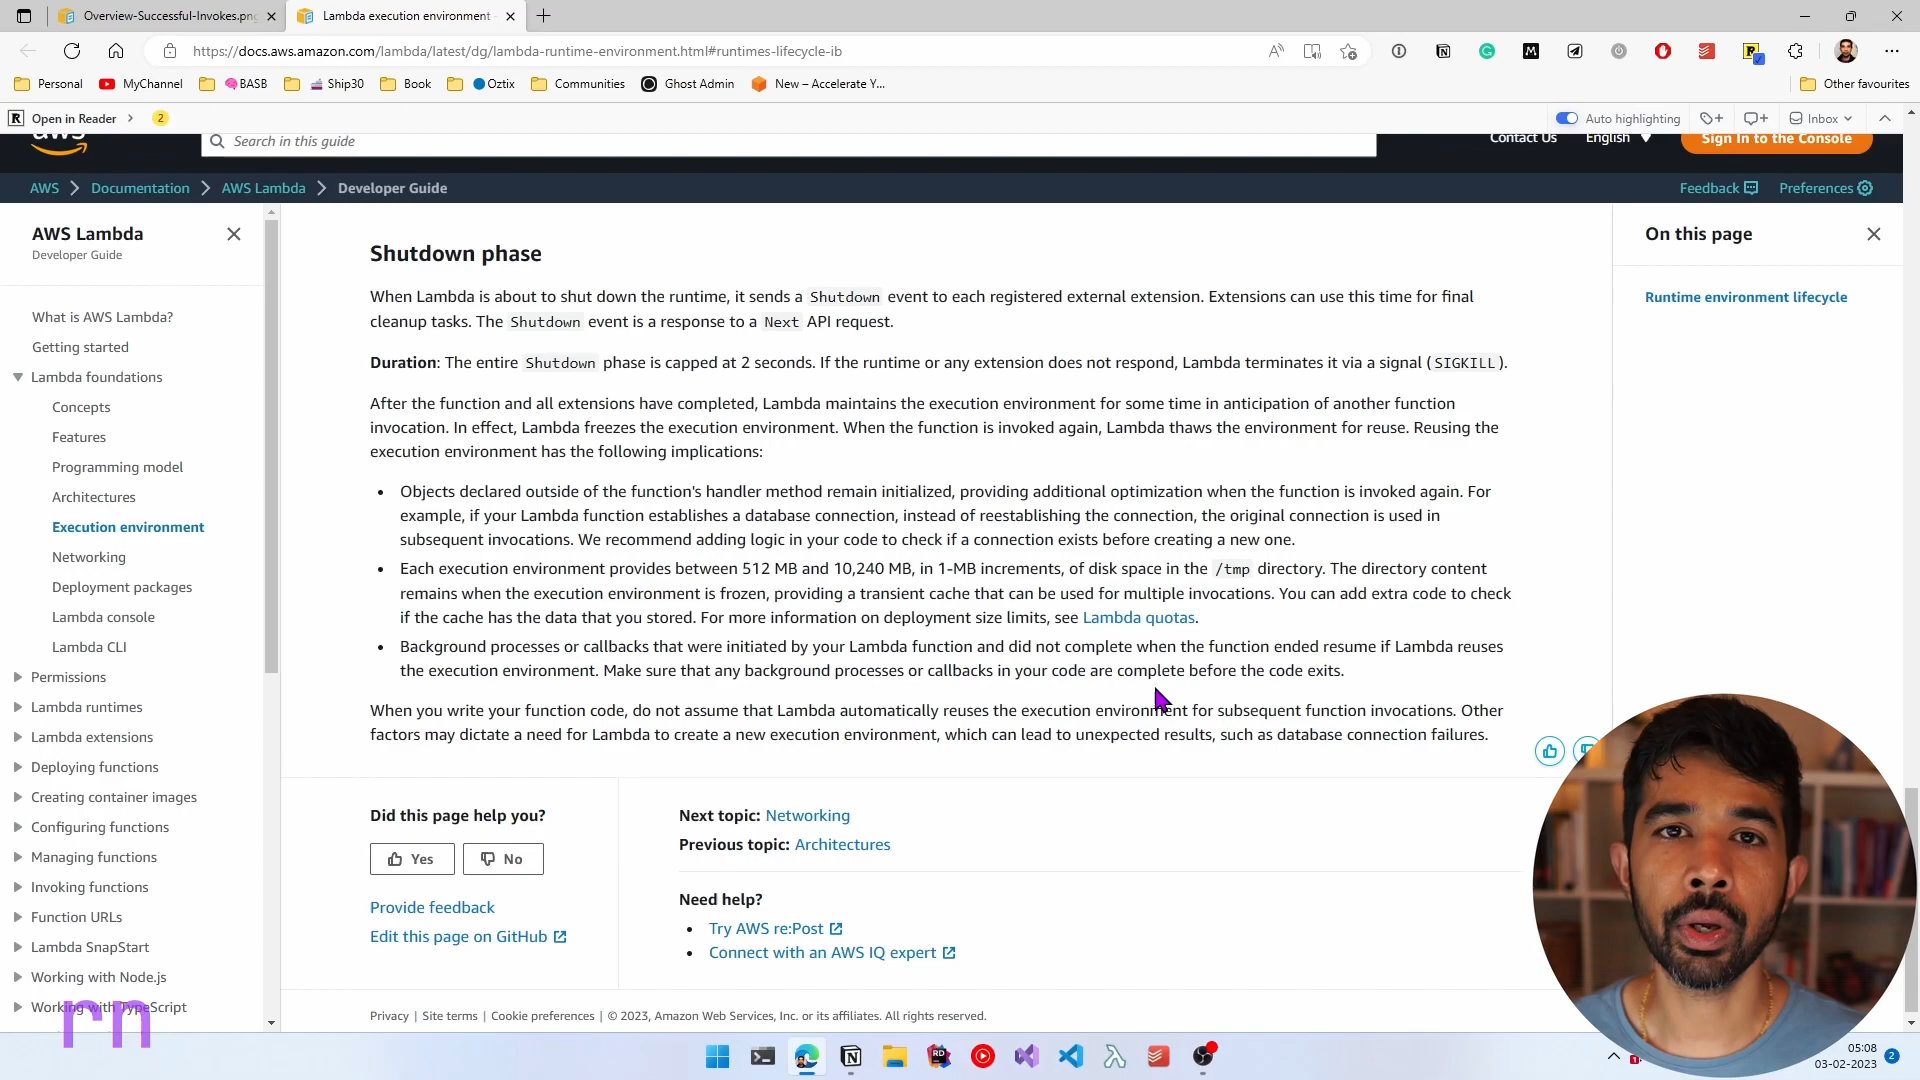 Overview-Successful-Invokes.png
Lambda execution environment
https://docs.aws.amazon.com/lambda/latest/dg/lambda-runtime-environment.html#runtimes-lifecycle-ib
Personal
MyChannel
BASB
Ship30
Book
Oztix
Communities
Ghost Admin
New – Accelerate Y...
Other favourites
Open in Reader
2
Auto highlighting
Inbox
aws
Search in this guide
Contact Us
English
Sign In to the Console
AWS > Documentation > AWS Lambda > Developer Guide
Feedback
Preferences
AWS Lambda
Developer Guide
What is AWS Lambda?
Getting started
Lambda foundations
Concepts
Features
Programming model
Architectures
Execution environment
Networking
Deployment packages
Lambda console
Lambda CLI
Permissions
Lambda runtimes
Lambda extensions
Deploying functions
Creating container images
Configuring functions
Managing functions
Invoking functions
Function URLs
Lambda SnapStart
Working with Node.js
Working with TypeScript
rn
Shutdown phase
When Lambda is about to shut down the runtime, it sends a Shutdown event to each registered external extension. Extensions can use this time for final
cleanup tasks. The Shutdown event is a response to a Next API request.
Duration: The entire Shutdown phase is capped at 2 seconds. If the runtime or any extension does not respond, Lambda terminates it via a signal (SIGKILL).
After the function and all extensions have completed, Lambda maintains the execution environment for some time in anticipation of another function
invocation. In effect, Lambda freezes the execution environment. When the function is invoked again, Lambda thaws the environment for reuse. Reusing the
execution environment has the following implications:
• Objects declared outside of the function's handler method remain initialized, providing additional optimization when the function is invoked again. For
example, if your Lambda function establishes a database connection, instead of reestablishing the connection, the original connection is used in
subsequent invocations. We recommend adding logic in your code to check if a connection exists before creating a new one.
• Each execution environment provides between 512 MB and 10,240 MB, in 1-MB increments, of disk space in the /tmp directory. The directory content
remains when the execution environment is frozen, providing a transient cache that can be used for multiple invocations. You can add extra code to check
if the cache has the data that you stored. For more information on deployment size limits, see Lambda quotas.
• Background processes or callbacks that were initiated by your Lambda function and did not complete when the function ended resume if Lambda reuses
the execution environment. Make sure that any background processes or callbacks in your code are complete before the code exits.
When you write your function code, do not assume that Lambda automatically reuses the execution environment for subsequent function invocations. Other
factors may dictate a need for Lambda to create a new execution environment, which can lead to unexpected results, such as database connection failures.
Did this page help you?
Yes
No
Provide feedback
Edit this page on GitHub
Next topic: Networking
Previous topic: Architectures
Need help?
• Try AWS re:Post
• Connect with an AWS IQ expert
Privacy | Site terms | Cookie preferences | © 2023, Amazon Web Services, Inc. or its affiliates. All rights reserved.
On this page
Runtime environment lifecycle
05:08
03-02-2023
2